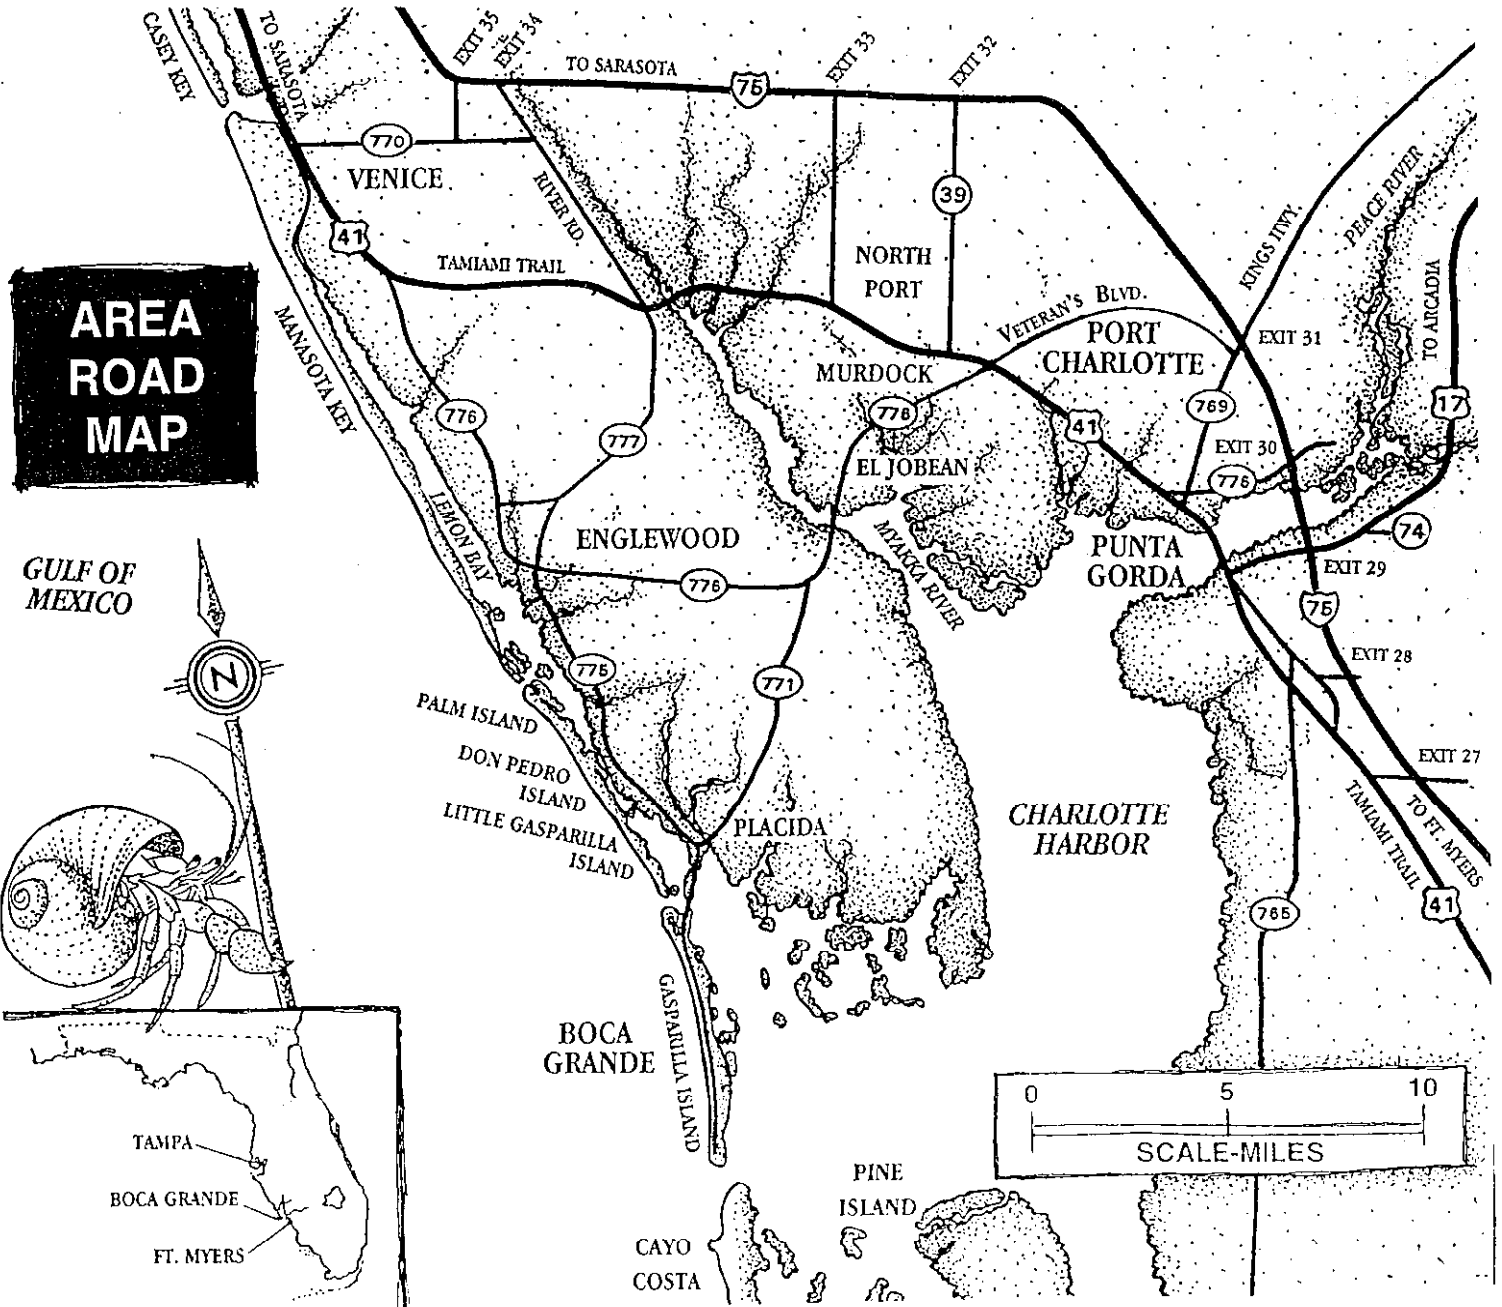 CASEY KEY
TO SARASOTA
EXIT 35
EXIT 34
TO SARASOTA
75
EXIT 33
EXIT 32
770
VENICE
RIVER RD.
39
KINGS HWY.
PEACE RIVER
41
TAMIAMI TRAIL
NORTH
PORT
VETERAN'S BLVD.
PORT
CHARLOTTE
EXIT 31
TO ARCADIA
AREA
ROAD
MAP
MANASOTA KEY
MURDOCK
776
777
776
41
769
17
EL JOBEAN
EXIT 30
776
LEMON BAY
ENGLEWOOD
MYAKKA RIVER
PUNTA
GORDA
74
EXIT 29
GULF OF
MEXICO
776
75
N
775
771
EXIT 28
PALM ISLAND
DON PEDRO
ISLAND
LITTLE GASPARILLA
ISLAND
PLACIDA
CHARLOTTE
HARBOR
EXIT 27
TAMIAMI TRAIL
TO FT. MYERS
41
765
GASPARILLA ISLAND
BOCA
GRANDE
0 5 10
SCALE-MILES
TAMPA
BOCA GRANDE
FT. MYERS
PINE
ISLAND
CAYO
COSTA